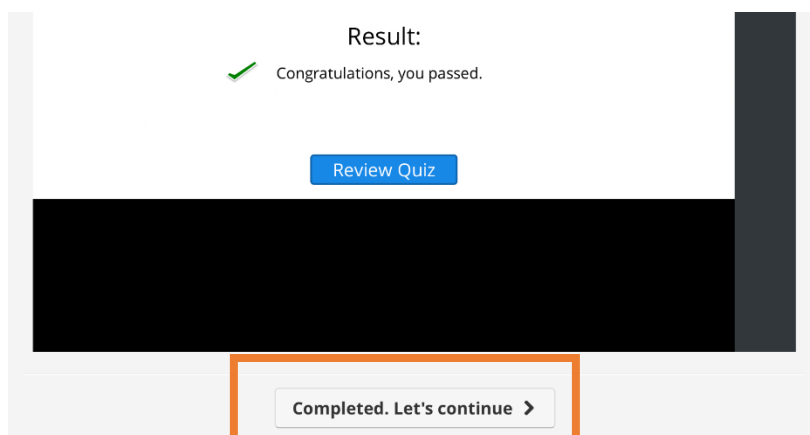 Result:
Congratulations, you passed.
Review Quiz
Completed. Let's continue